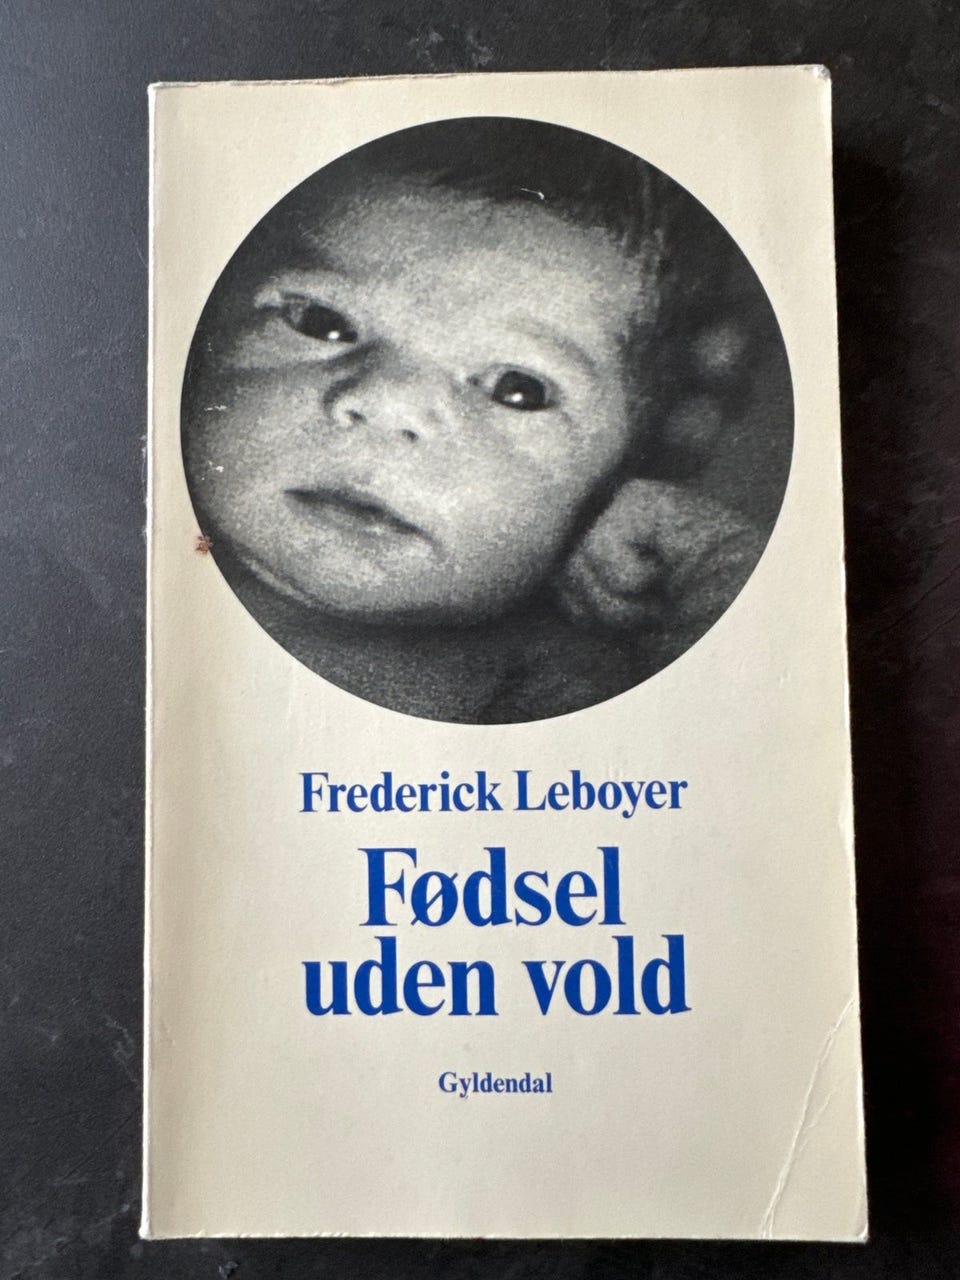 Frederick Leboyer
Fødsel
uden vold
Gyldendal